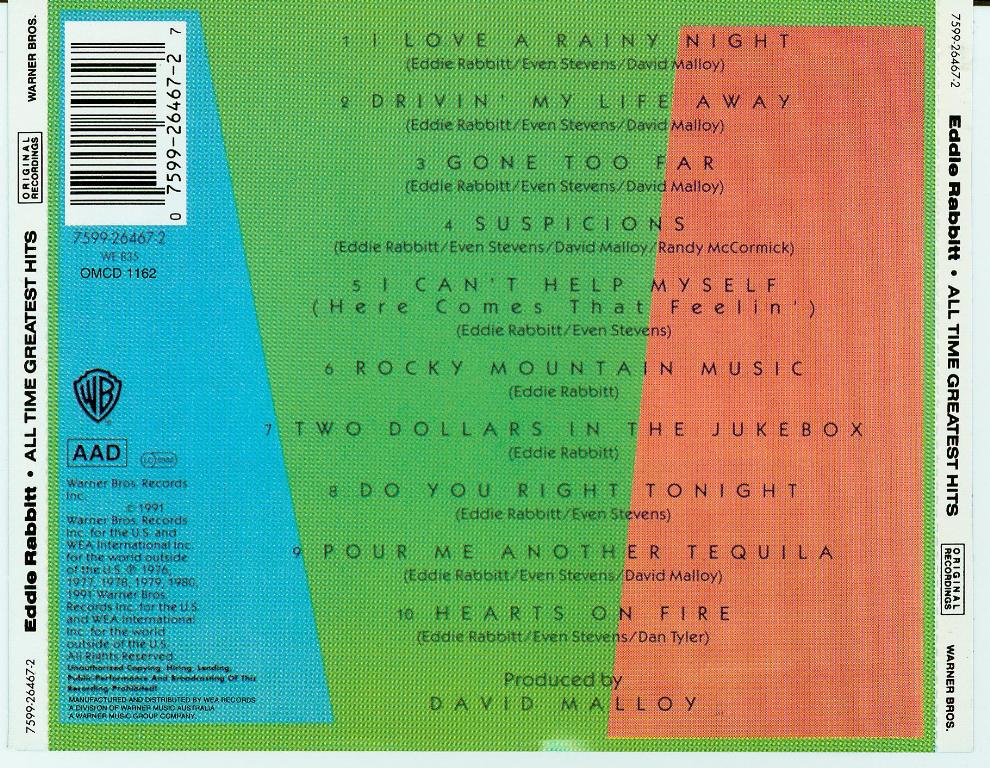 1 I LOVE A RAINY NIGHT
(Eddie Rabbitt/Even Stevens/David Malloy)
2 DRIVIN' MY LIFE AWAY
(Eddie Rabbitt/Even Stevens/David Malloy)
3 GONE TOO FAR
(Eddie Rabbitt/Even Stevens/David Malloy)
4 SUSPICIONS
(Eddie Rabbitt/Even Stevens/David Malloy/Randy McCormick)
5 I CAN'T HELP MYSELF
(Here Comes That Feelin')
(Eddie Rabbitt/Even Stevens)
6 ROCKY MOUNTAIN MUSIC
(Eddie Rabbitt)
7 TWO DOLLARS IN THE JUKEBOX
(Eddie Rabbitt)
8 DO YOU RIGHT TONIGHT
(Eddie Rabbitt/Even Stevens)
9 POUR ME ANOTHER TEQUILA
(Eddie Rabbitt/Even Stevens/David Malloy)
10 HEARTS ON FIRE
(Eddie Rabbitt/Even Stevens/Dan Tyler)
Produced by
DAVID MALLOY
0 7599-26467-2 7
7599-26467-2
WE 835
OMCD 1162
WB
AAD
Warner Bros. Records
Inc.
© 1991
Warner Bros. Records
Inc. for the U.S. and
WEA International Inc.
for the world outside
of the U.S. ℗ 1976,
1977, 1978, 1979, 1980,
1991 Warner Bros.
Records Inc. for the U.S.
and WEA International
Inc. for the world
outside of the U.S.
All Rights Reserved.
Unauthorized Copying, Hiring, Lending,
Public Performance And Broadcasting Of This
Recording Prohibited!
MANUFACTURED AND DISTRIBUTED BY WEA RECORDS
A DIVISION OF WARNER MUSIC AUSTRALIA
A WARNER MUSIC GROUP COMPANY.
7599-26467-2 Eddie Rabbitt • ALL TIME GREATEST HITS ORIGINAL RECORDINGS WARNER BROS.
7599-26467-2 Eddie Rabbitt • ALL TIME GREATEST HITS ORIGINAL RECORDINGS WARNER BROS.